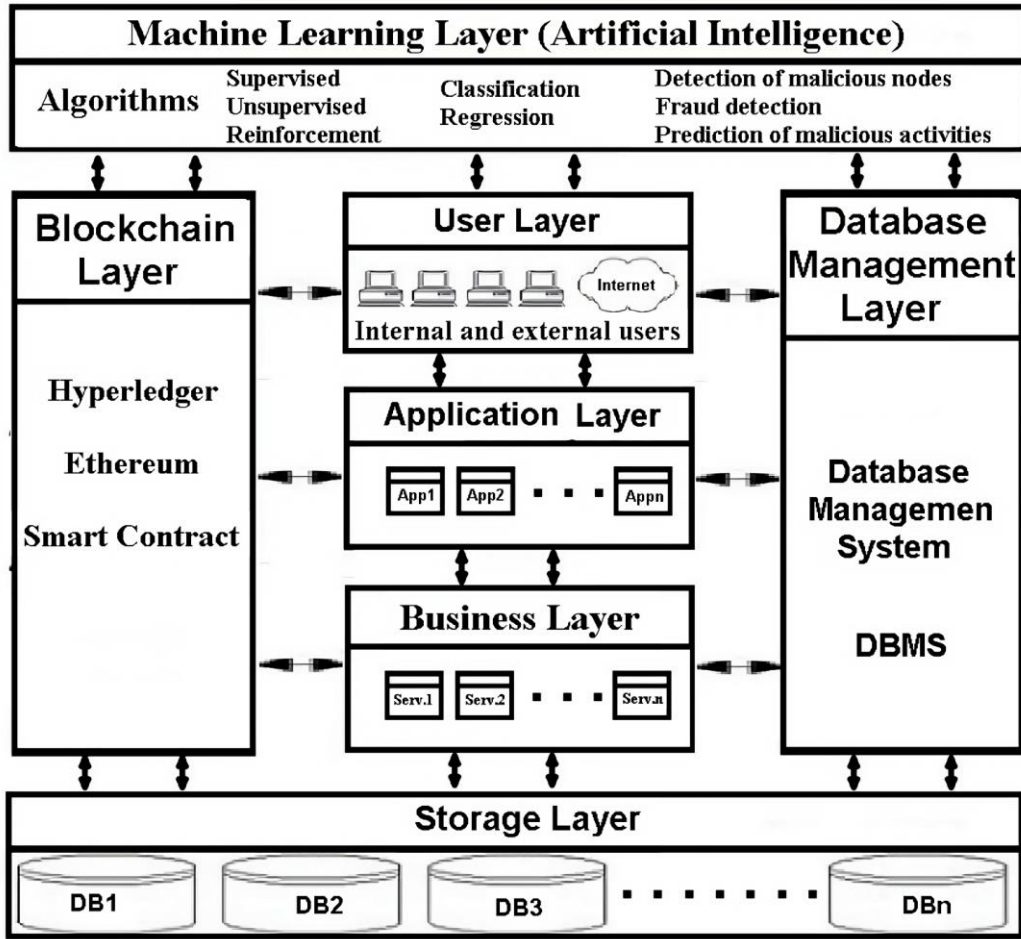 Machine Learning Layer (Artificial Intelligence)
Algorithms
Supervised
Unsupervised
Reinforcement
Classification
Regression
Detection of malicious nodes
Fraud detection
Prediction of malicious activities
Blockchain
Layer
Hyperledger
Ethereum
Smart Contract
User Layer
Internet
Internal and external users
Application Layer
App1 App2 Appn
Business Layer
Serv.1 Serv.2 Serv.n
Database
Management
Layer
Database
Managemen
System
DBMS
Storage Layer
DB1 DB2 DB3 DBn